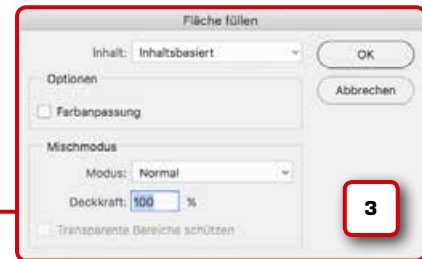 Fläche füllen
Inhalt: Inhaltsbasiert
OK
Optionen
Abbrechen
Farbanpassung
Mischmodus
Modus: Normal
Deckkraft: 100 %
3
Transparente Bereiche schützen